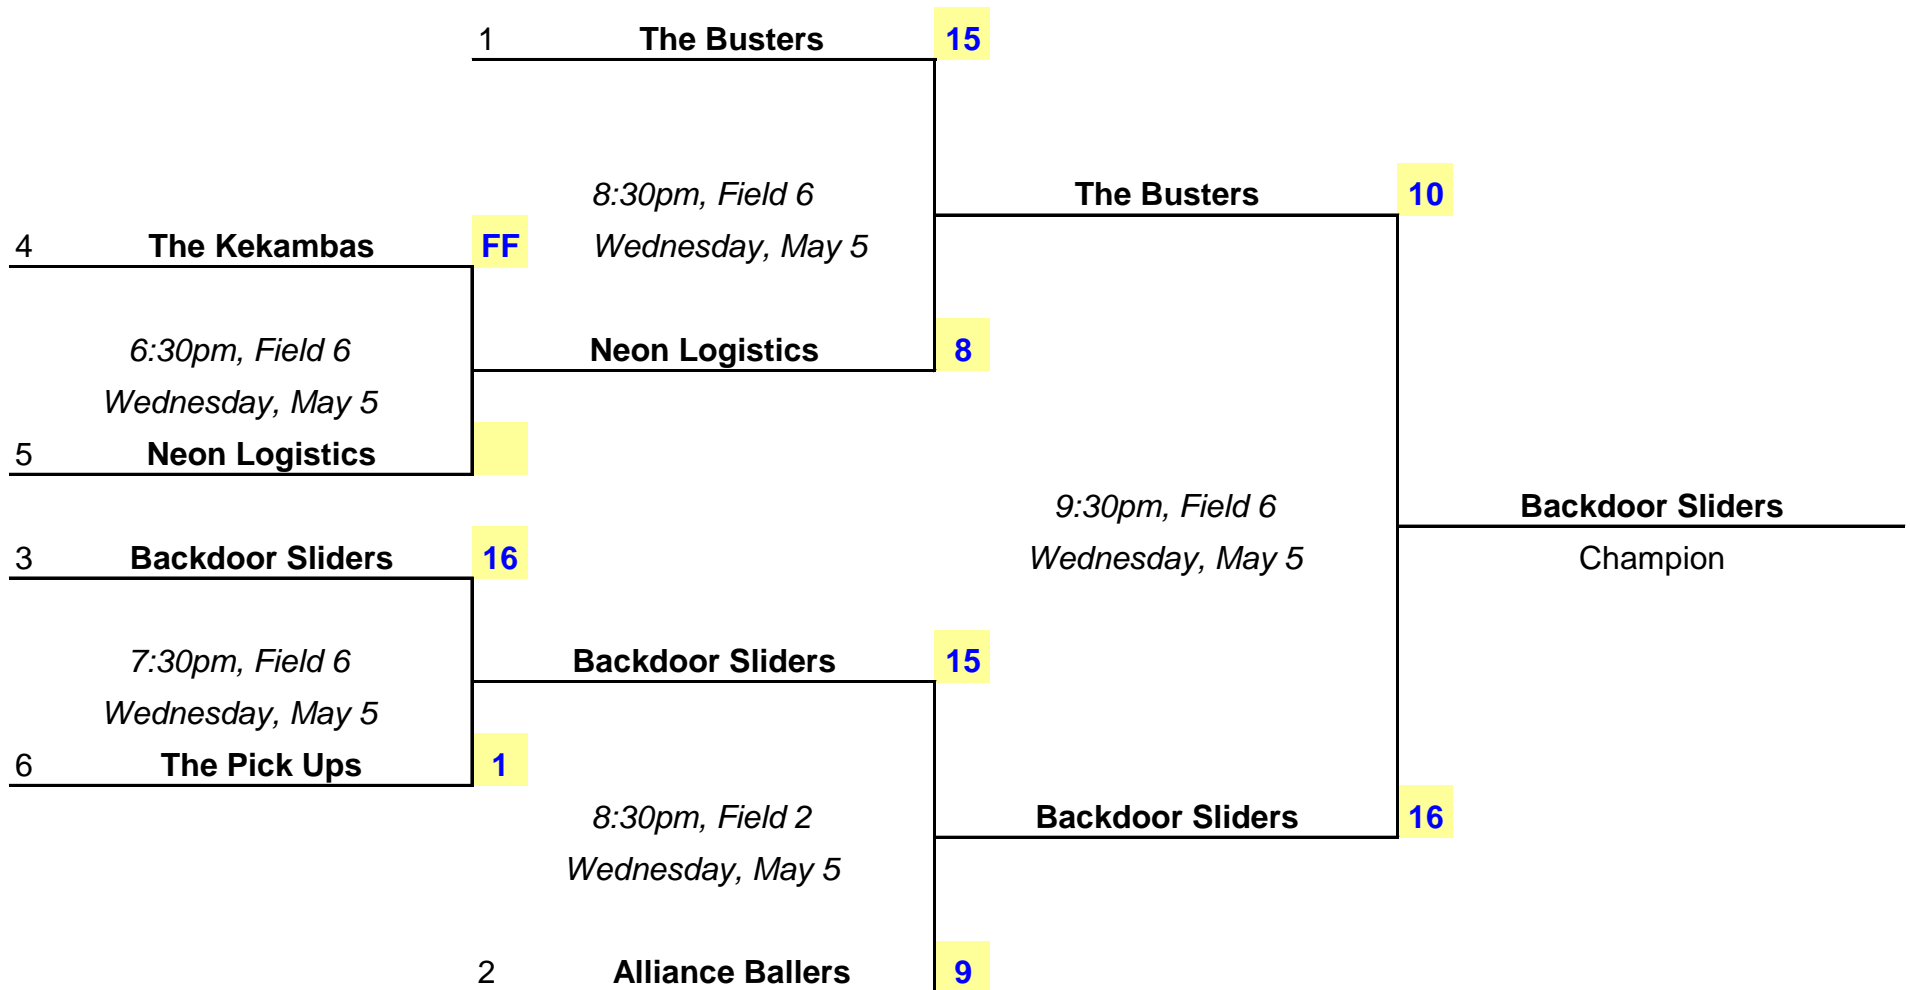 1 The Busters 15
8:30pm, Field 6
The Busters 10
4 The Kekambas FF
Wednesday, May 5
6:30pm, Field 6
Neon Logistics 8
Wednesday, May 5
5 Neon Logistics
9:30pm, Field 6
Backdoor Sliders
3 Backdoor Sliders 16
Wednesday, May 5
Champion
7:30pm, Field 6
Backdoor Sliders 15
Wednesday, May 5
6 The Pick Ups 1
8:30pm, Field 2
Backdoor Sliders 16
Wednesday, May 5
2 Alliance Ballers 9